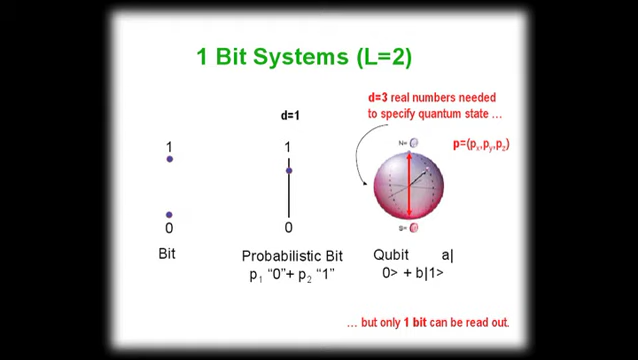 1 Bit Systems (L=2)
d=3 real numbers needed
to specify quantum state ...
d=1
p=(px,py,pz)
1
1
N=
0
0
S=
Bit
Probabilistic Bit
p1 “0”+ p2 “1”
Qubit a|
0> + b|1>
... but only 1 bit can be read out.